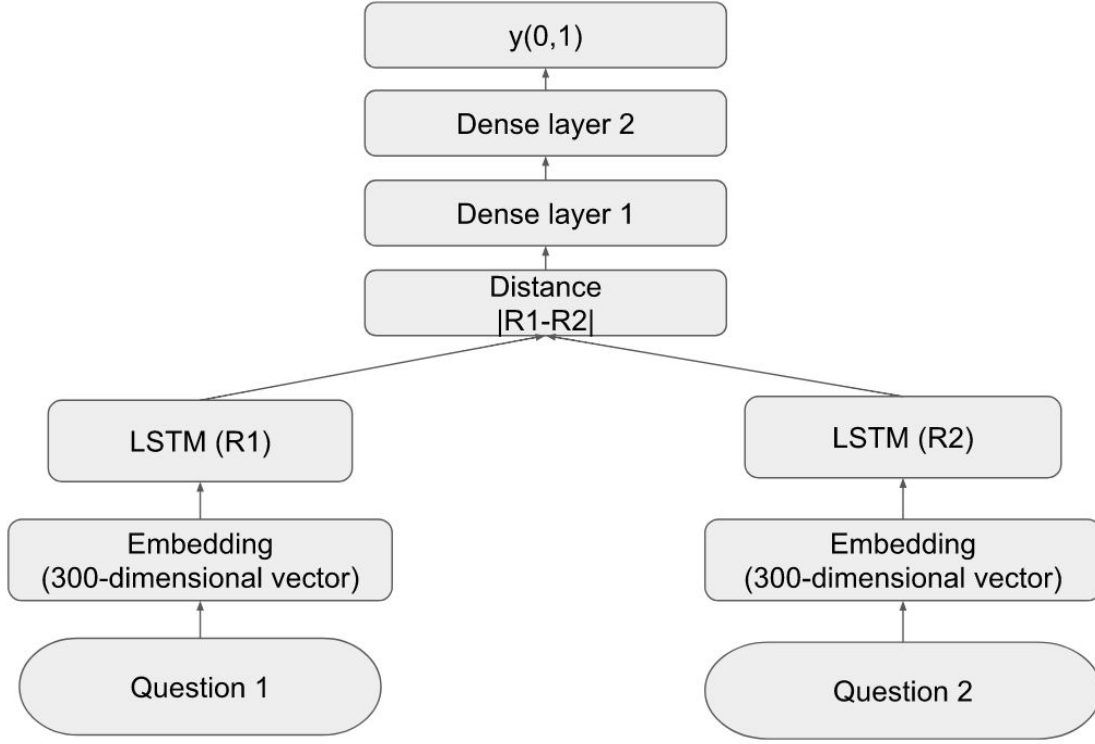 y(0,1)
Dense layer 2
Dense layer 1
Distance
|R1-R2|
LSTM (R1)
LSTM (R2)
Embedding
(300-dimensional vector)
Embedding
(300-dimensional vector)
Question 1
Question 2